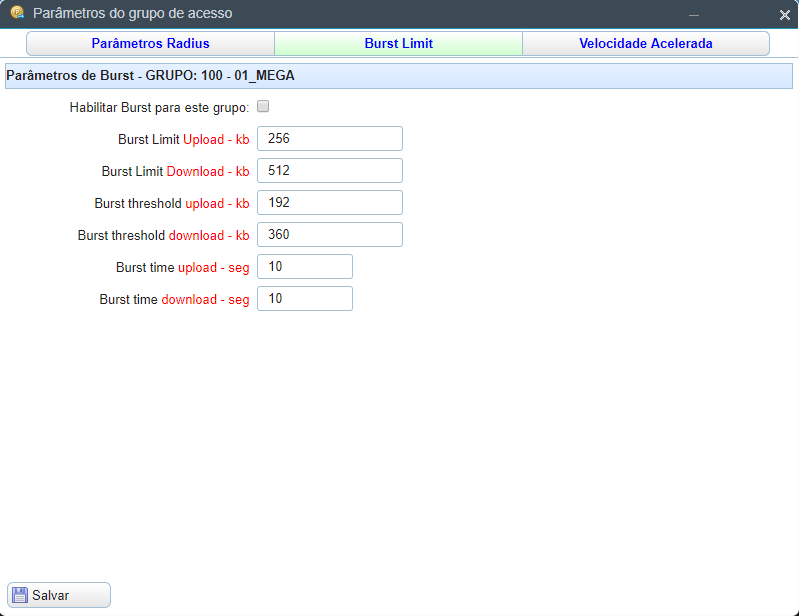 Parâmetros do grupo de acesso
Parâmetros Radius Burst Limit Velocidade Acelerada
Parâmetros de Burst - GRUPO: 100 - 01_MEGA
Habilitar Burst para este grupo:
Burst Limit Upload - kb 256
Burst Limit Download - kb 512
Burst threshold upload - kb 192
Burst threshold download - kb 360
Burst time upload - seg 10
Burst time download - seg 10
Salvar